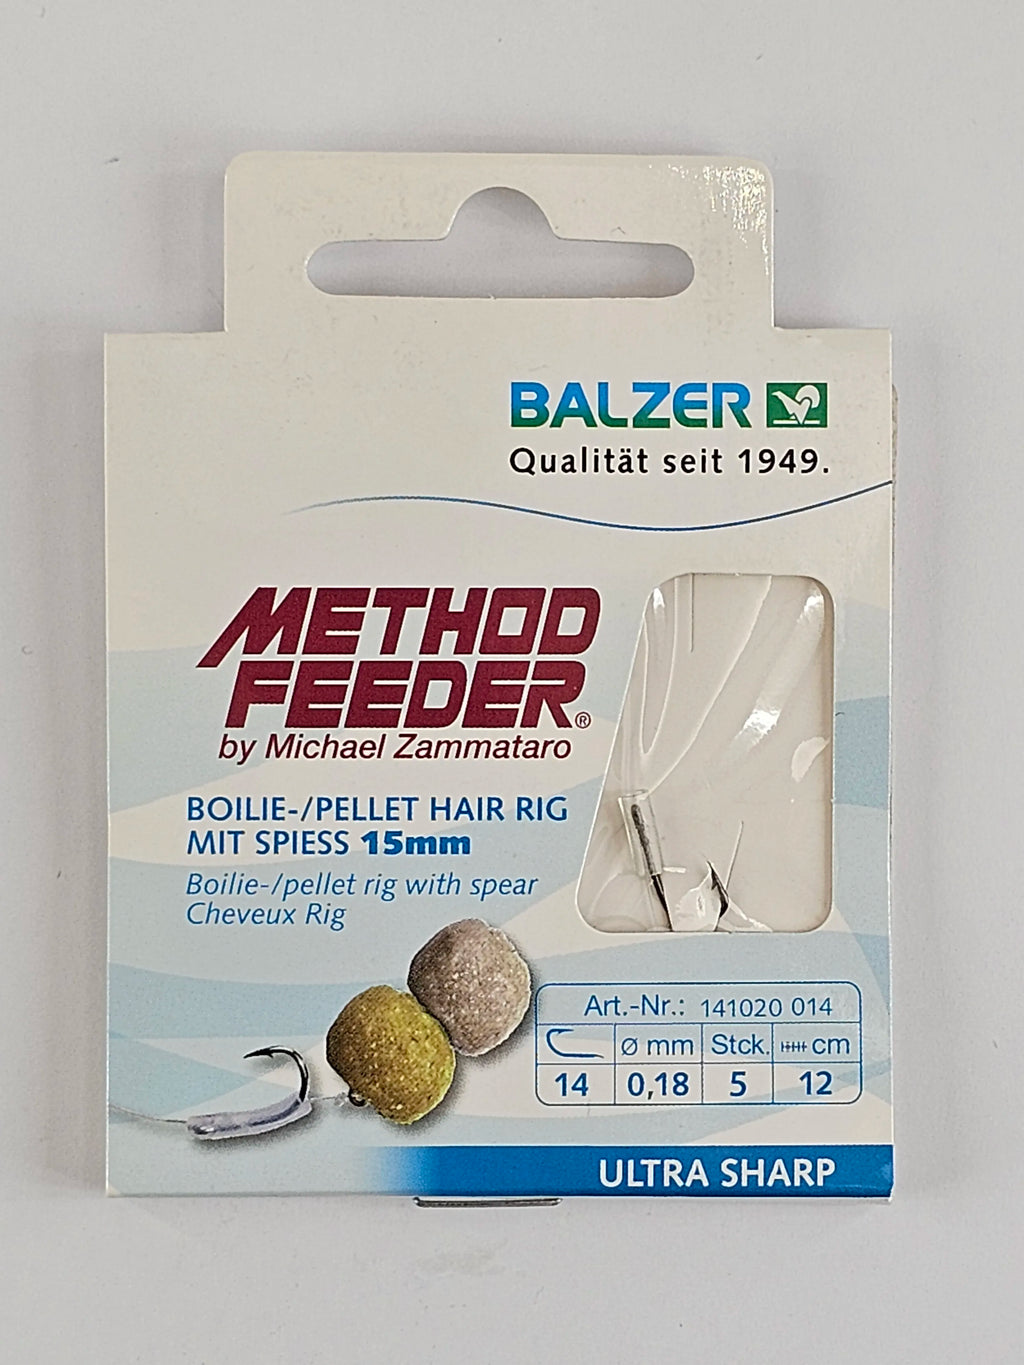 BALZER
Qualität seit 1949.
METHOD
FEEDER®
by Michael Zammataro
BOILIE-/PELLET HAIR RIG
MIT SPIESS 15mm
Boilie-/pellet rig with spear
Cheveux Rig
Art.-Nr.: 141020 014
Ø mm Stck. cm
14 0,18 5 12
ULTRA SHARP